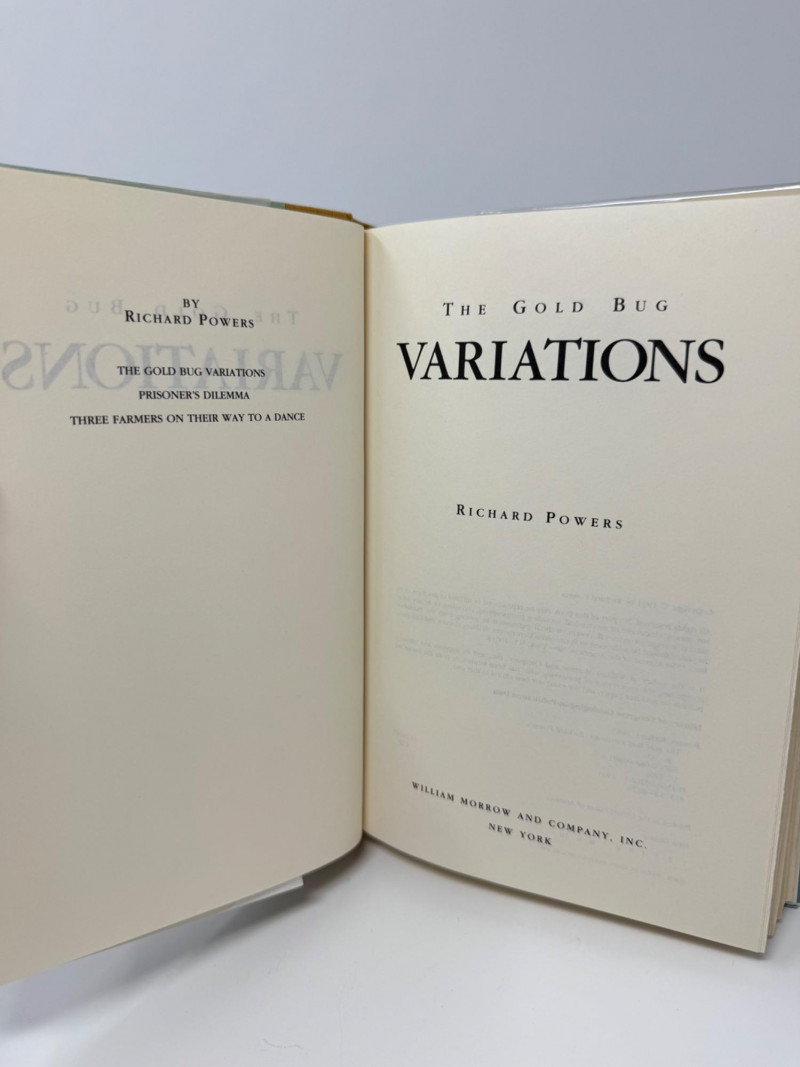 BY
RICHARD POWERS
THE GOLD BUG VARIATIONS
PRISONER'S DILEMMA
THREE FARMERS ON THEIR WAY TO A DANCE
THE GOLD BUG
VARIATIONS
RICHARD POWERS
WILLIAM MORROW AND COMPANY, INC.
NEW YORK